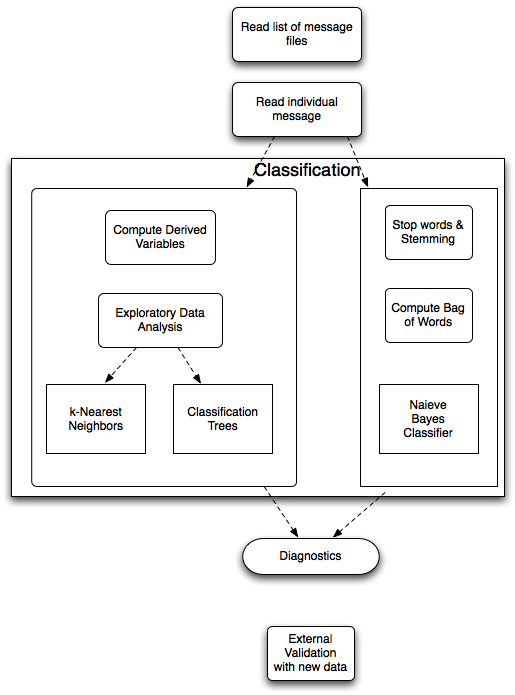 Read list of message
files
Read individual
message
Classification
Compute Derived
Variables
Exploratory Data
Analysis
k-Nearest
Neighbors
Classification
Trees
Stop words &
Stemming
Compute Bag
of Words
Naieve
Bayes
Classifier
Diagnostics
External
Validation
with new data